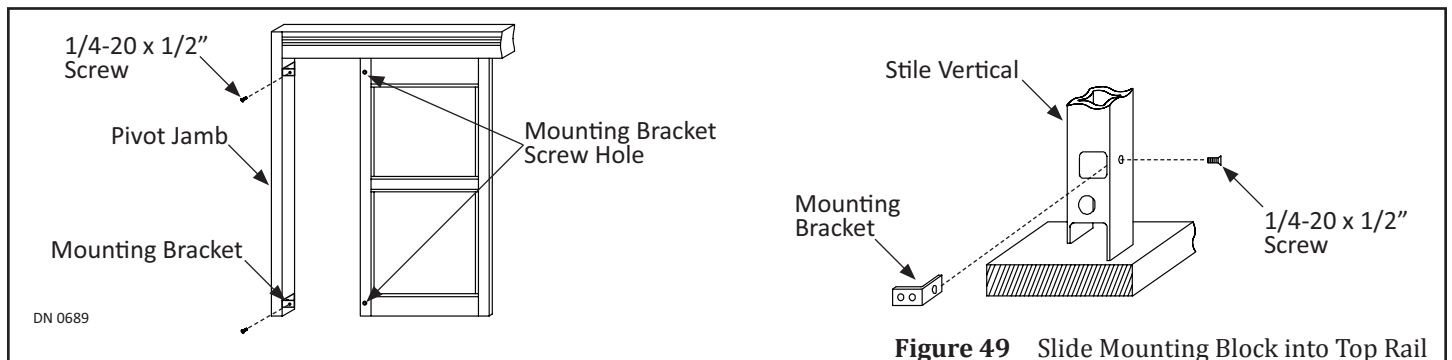 1/4-20 x 1/2”
Screw
Pivot Jamb
Mounting Bracket
DN 0689
Mounting Bracket
Screw Hole
Stile Vertical
Mounting
Bracket
1/4-20 x 1/2”
Screw
Figure 49 Slide Mounting Block into Top Rail